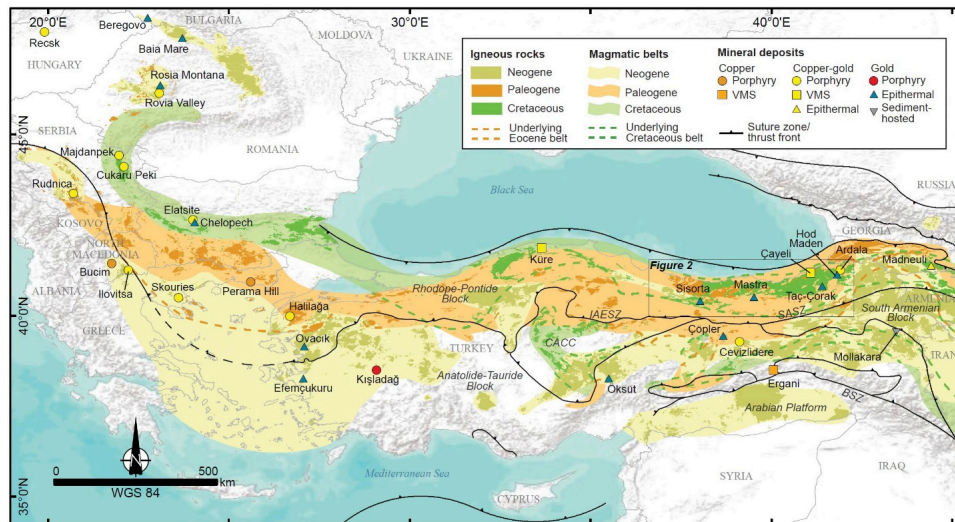 20°0'E
30°0'E
40°0'E
BULGARIA
Beregovo
MOLDOVA
Recsk
Baia Mare
UKRAINE
HUNGARY
Rosia Montana
Rovia Valley
45°0'N
SERBIA
ROMANIA
Majdanpek
Cukaru Peki
Rudnica
Black Sea
RUSSIA
Elatsite
Chelopech
KOSOVO
GEORGIA
NORTH
MACEDONIA
Hod
Maden
Ardala
Çayeli
Madneuli
Küre
Figure 2
Bucim
ALBANIA
Ilovitsa
Skouries
Perama Hill
Rhodope-Pontide
Block
Sisorta
Mastra
Taç-Çorak
ARMENIA
40°0'N
Halilağa
IAESZ
SASZ
South Armenian
Block
GREECE
Ovacık
TURKEY
CACC
Çöpler
Cevizlidere
Mollakara
IRAN
Efemçukuru
Kışladağ
Anatolide-Tauride
Block
Öksüt
Ergani
BSZ
Arabian Platform
N
0
500
km
WGS 84
Mediterranean Sea
SYRIA
IRAQ
CYPRUS
35°0'N
Igneous rocks
Neogene
Paleogene
Cretaceous
Underlying
Eocene belt
Magmatic belts
Neogene
Paleogene
Cretaceous
Underlying
Cretaceous belt
Mineral deposits
Copper
Porphyry
VMS
Copper-gold
Porphyry
VMS
Epithermal
Gold
Porphyry
Epithermal
Sediment-
hosted
Suture zone/
thrust front